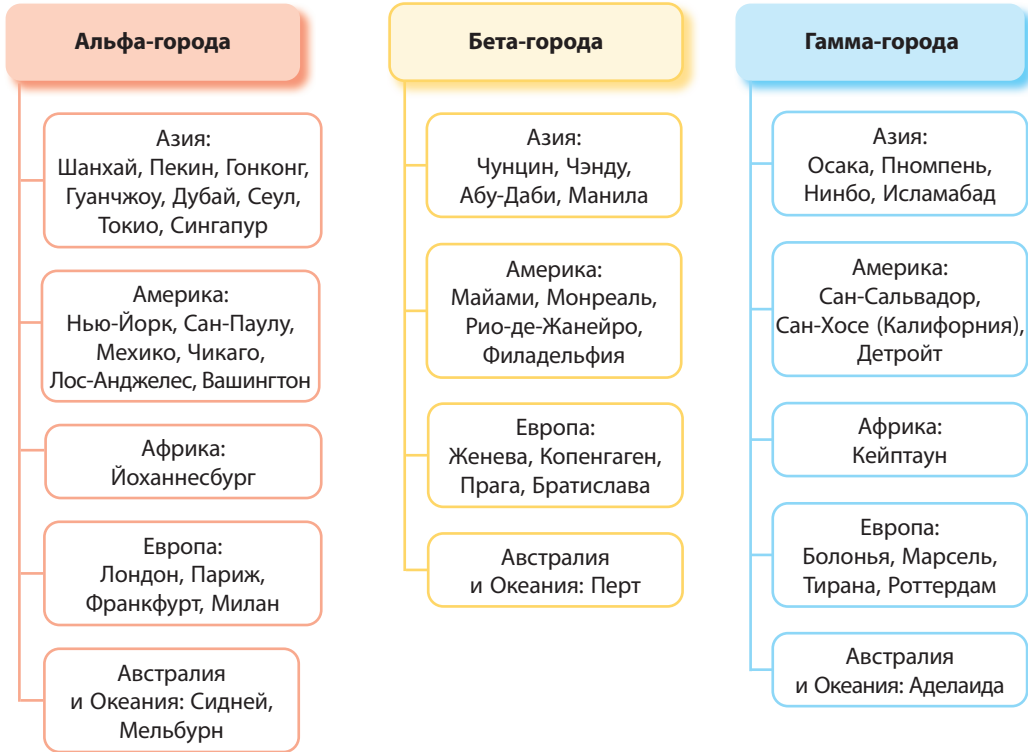 Альфа-города
Азия:
Шанхай, Пекин, Гонконг,
Гуанчжоу, Дубай, Сеул,
Токио, Сингапур
Америка:
Нью-Йорк, Сан-Паулу,
Мехико, Чикаго,
Лос-Анджелес, Вашингтон
Африка:
Йоханнесбург
Европа:
Лондон, Париж,
Франкфурт, Милан
Австралия
и Океания: Сидней,
Мельбурн
Бета-города
Азия:
Чунцин, Чэнду,
Абу-Даби, Манила
Америка:
Майами, Монреаль,
Рио-де-Жанейро,
Филадельфия
Европа:
Женева, Копенгаген,
Прага, Братислава
Австралия
и Океания: Перт
Гамма-города
Азия:
Осака, Пномпень,
Нинбо, Исламабад
Америка:
Сан-Сальвадор,
Сан-Хосе (Калифорния),
Детройт
Африка:
Кейптаун
Европа:
Болонья, Марсель,
Тирана, Роттердам
Австралия
и Океания: Аделаида